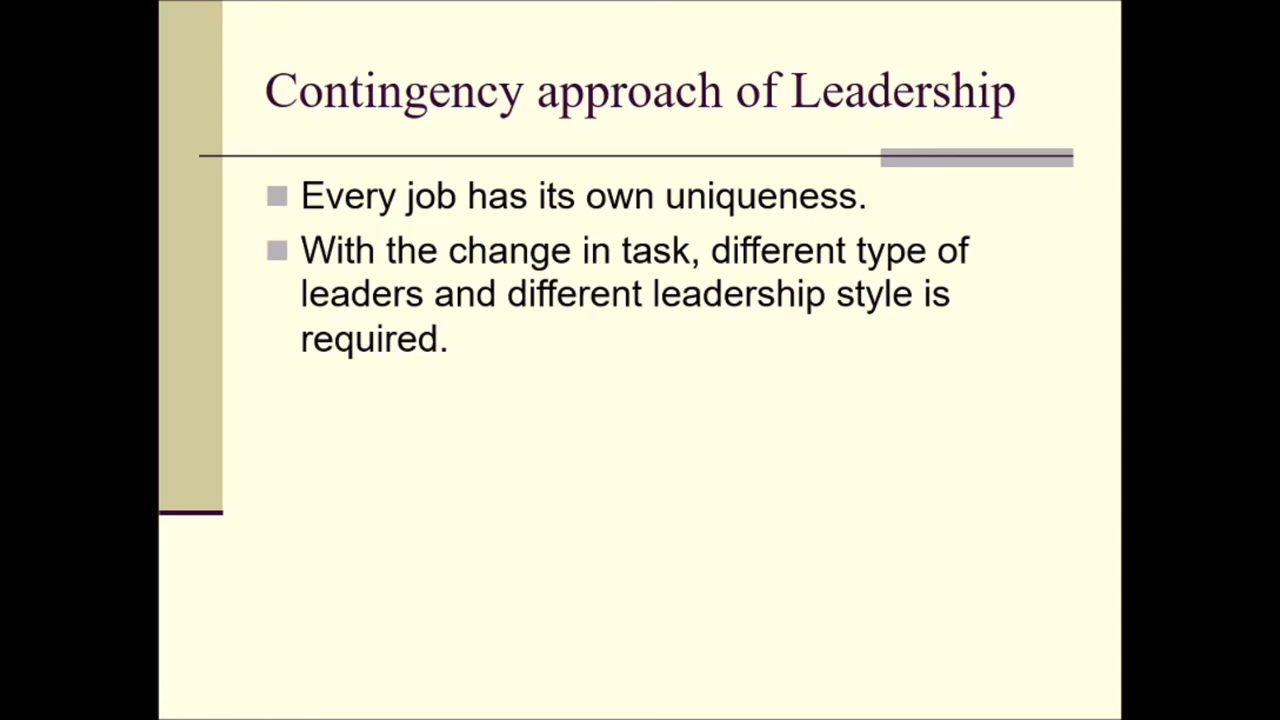 Contingency approach of Leadership
Every job has its own uniqueness.
With the change in task, different type of
leaders and different leadership style is
required.